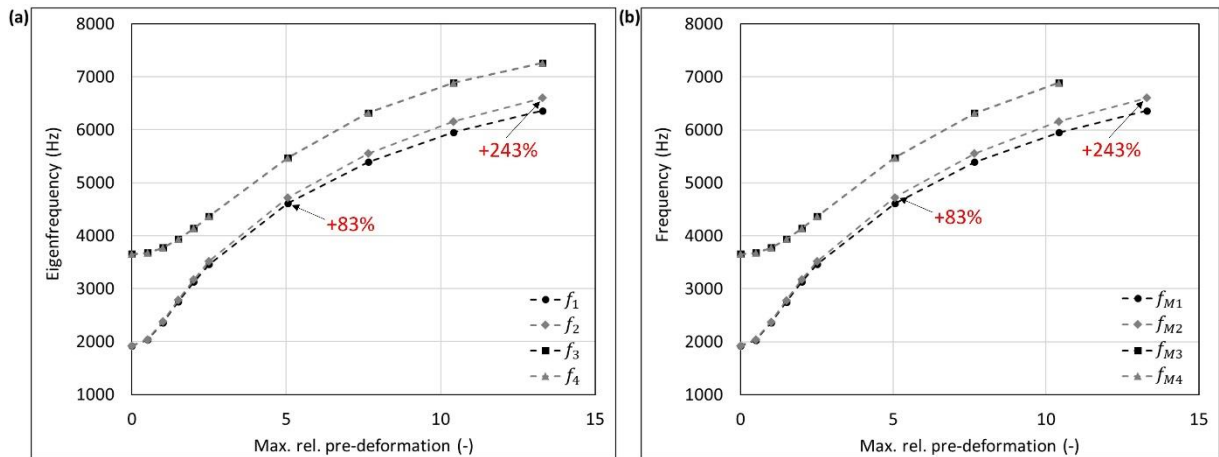 (a)
8000
7000
6000
5000
4000
3000
2000
1000
Eigenfrequency (Hz)
+243%
+83%
f1
f2
f3
f4
0 5 10 15
Max. rel. pre-deformation (-)
(b)
8000
7000
6000
5000
4000
3000
2000
1000
Frequency (Hz)
+243%
+83%
fM1
fM2
fM3
fM4
0 5 10 15
Max. rel. pre-deformation (-)